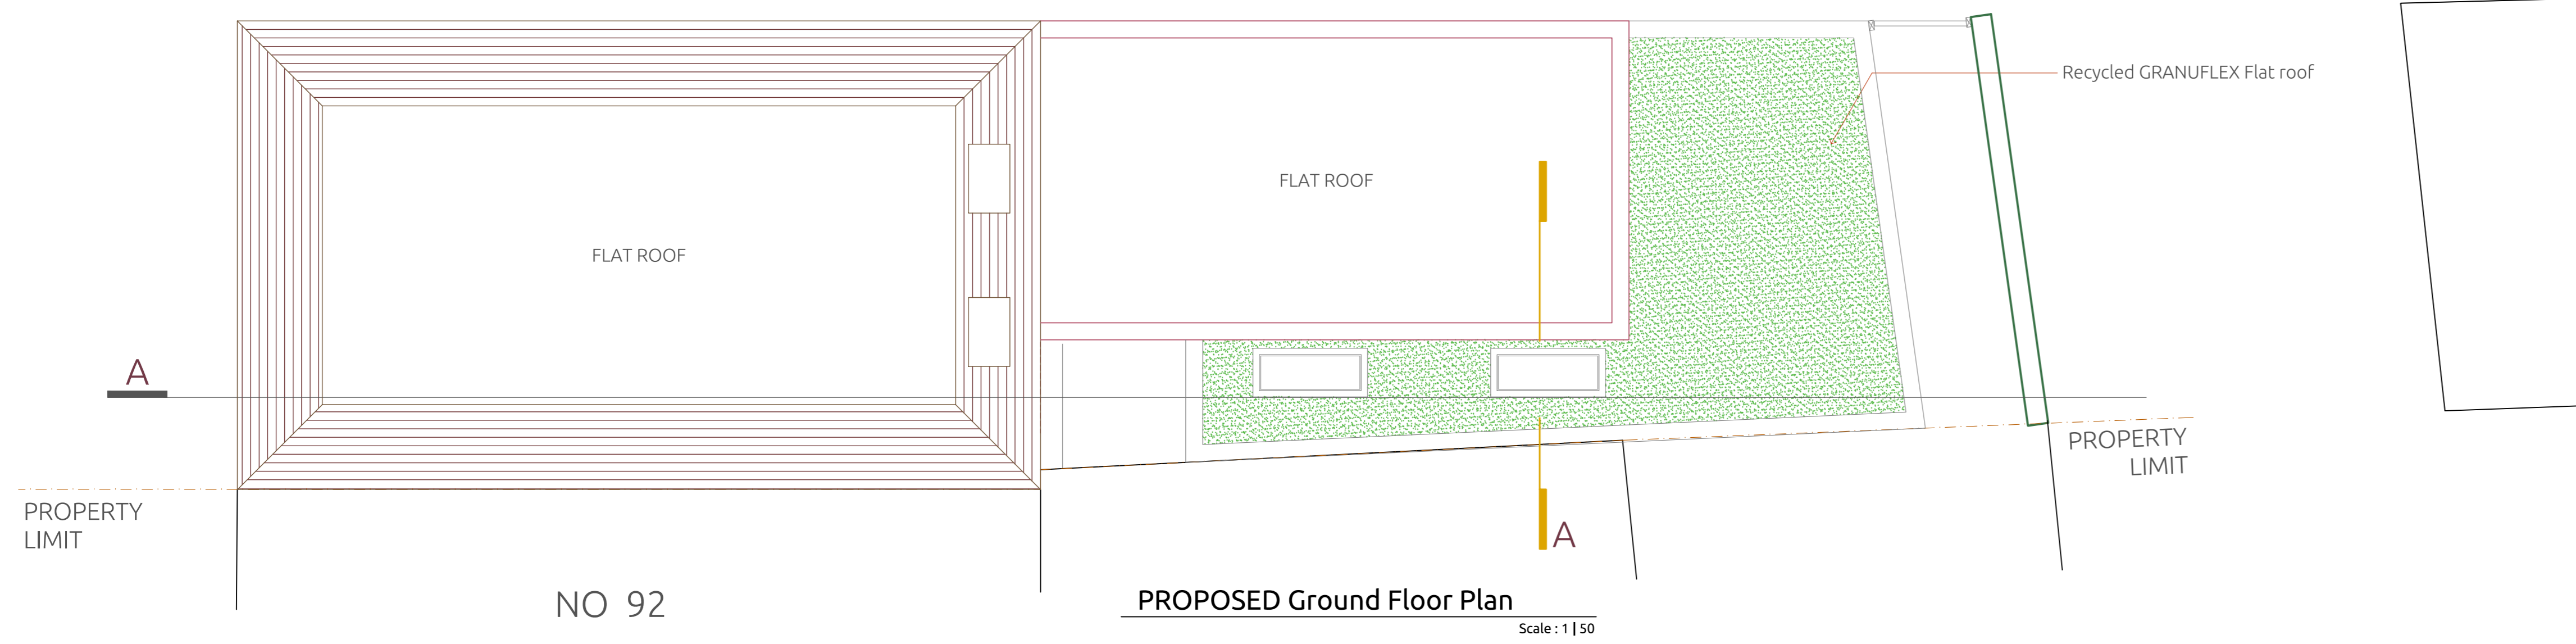 Recycled GRANUFLEX Flat roof
FLAT ROOF
FLAT ROOF
A
PROPERTY
LIMIT
PROPERTY
LIMIT
A
NO 92
PROPOSED Ground Floor Plan
Scale : 1 | 50